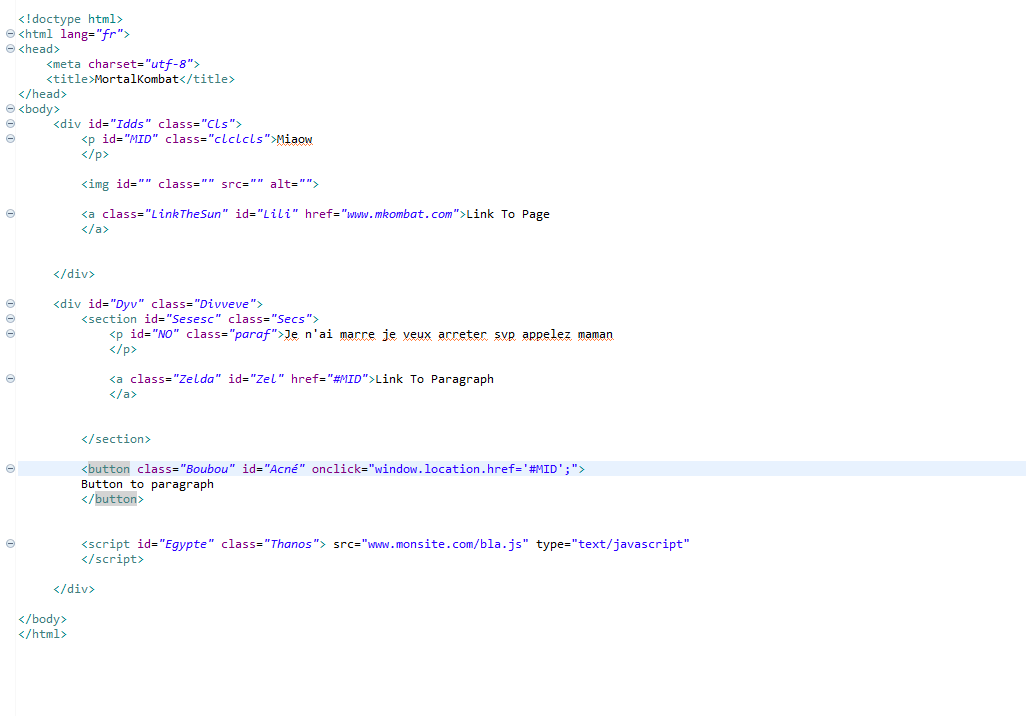 <!doctype html>
<html lang="fr">
<head>
<meta charset="utf-8">
<title>MortalKombat</title>
</head>
<body>
<div id="Idds" class="Cls">
<p id="MID" class="clclcls">Miaow
</p>
<img id="" class="" src="" alt="">
<a class="LinkTheSun" id="Lili" href="www.mkombat.com">Link To Page
</a>
</div>
<div id="Dyv" class="Divveve">
<section id="Sesesc" class="Secs">
<p id="NO" class="paraf">Je n'ai marre je veux arreter svp appelez maman
</p>
<a class="Zelda" id="Zel" href="#MID">Link To Paragraph
</a>
</section>
<button class="Boubou" id="Acné" onclick="window.location.href='#MID';">
Button to paragraph
</button>
<script id="Egypte" class="Thanos"> src="www.monsite.com/bla.js" type="text/javascript"
</script>
</div>
</body>
</html>